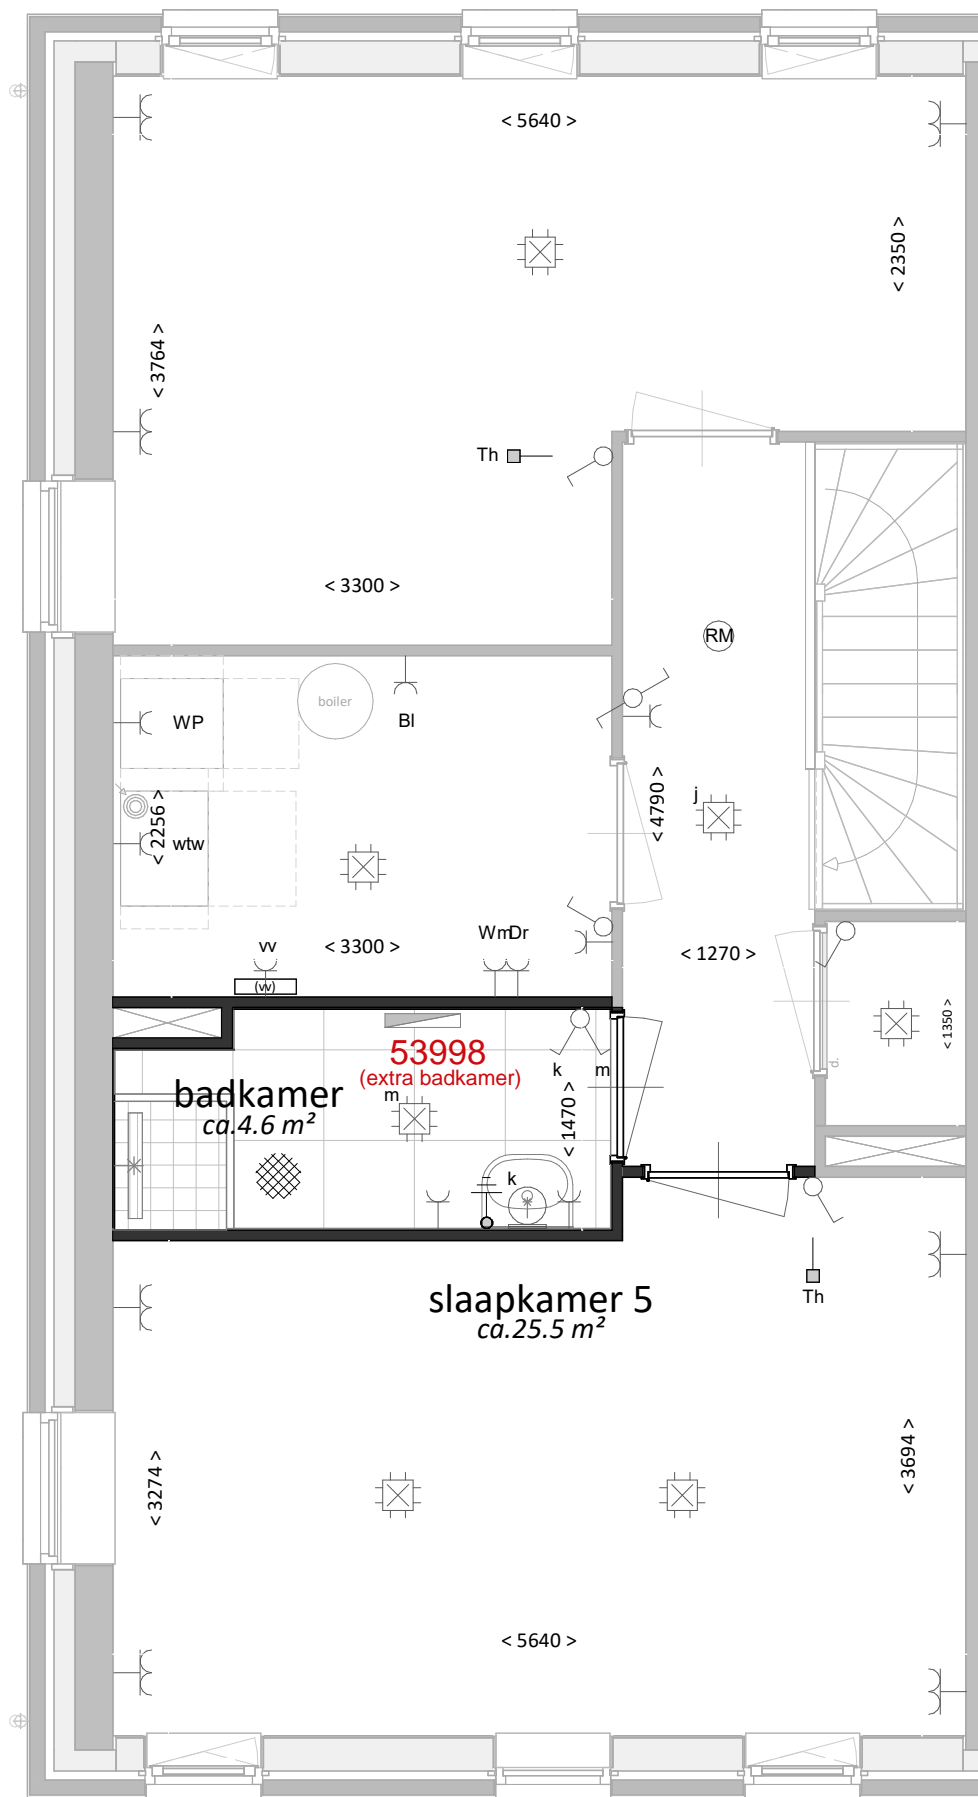 < 5640 >
< 2350 >
< 3764 >
Th
< 3300 >
RM
boiler
WP
Bl
< 4790 >
j
< 2256 >
wtw
vv
(vv)
< 3300 >
WmDr
< 1270 >
< 1350 >
d.
53998
(extra badkamer)
k
m
badkamer
ca.4.6 m²
m
< 1470 >
k
Th
slaapkamer 5
ca.25.5 m²
< 3274 >
< 3694 >
< 5640 >